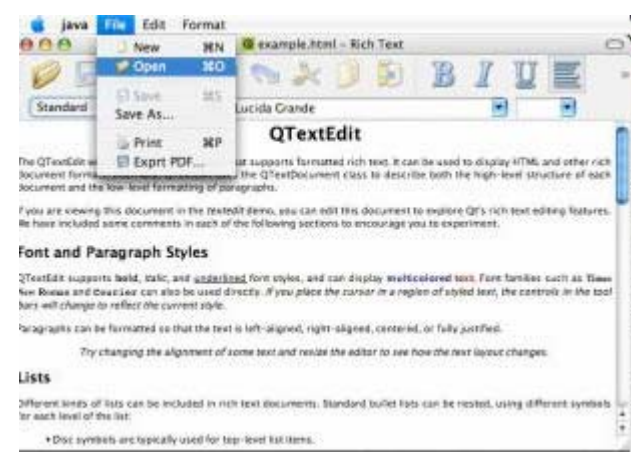 java File Edit Format
New ⌘N
example.html - Rich Text
Open ⌘O
Save ⌘S
Standard
Lucida Grande
Save As...
Print ⌘P
Exprt PDF...
B I U
QTextEdit
The QTextEdit w at supports formatted rich text. It can be used to display HTML and other rich
document forma the QTextDocument class to describe both the high-level structure of each
document and the low-level formatting of paragraphs.
f you are viewing this document in the textedit demo, you can edit this document to explore Qt's rich text editing features.
We have included some comments in each of the following sections to encourage you to experiment.
Font and Paragraph Styles
QTextEdit supports bold, italic, and underlined font styles, and can display multicolored text. Font families such as Times
New Roman and Courier can also be used directly. If you place the cursor in a region of styled text, the controls in the tool
bars will change to reflect the current style.
Paragraphs can be formatted so that the text is left-aligned, right-aligned, centered, or fully justified.
Try changing the alignment of some text and resize the editor to see how the text layout changes.
Lists
Different kinds of lists can be included in rich text documents. Standard bullet lists can be nested, using different symbols
for each level of the list:
• Disc symbols are typically used for top-level list items.